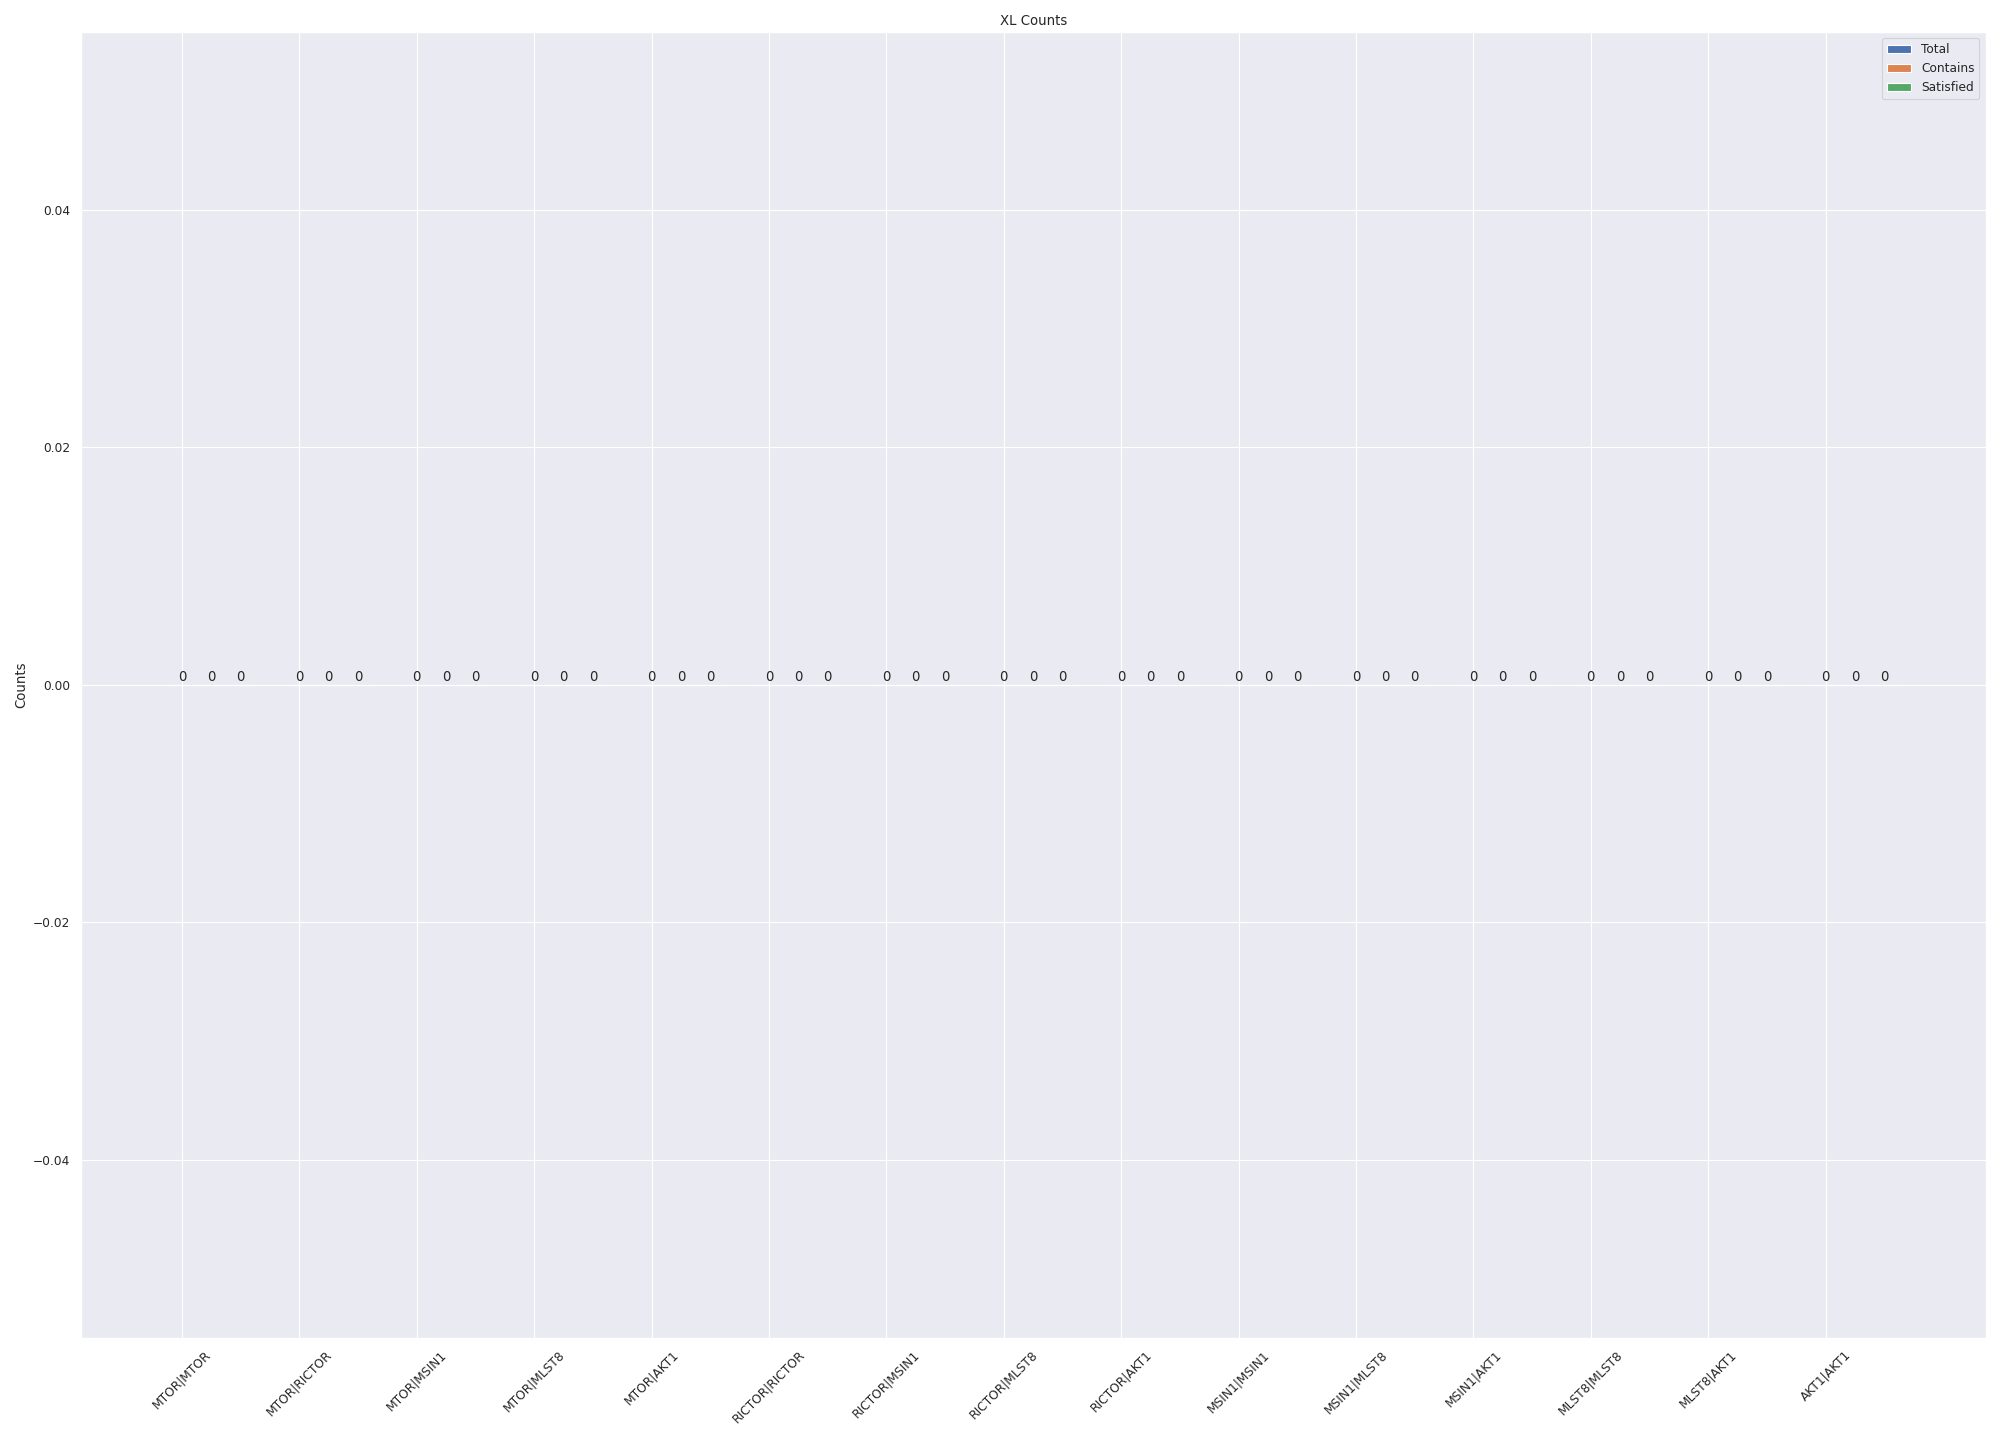 XL Counts
Total
Contains
Satisfied
0.04
0.02
0.00
−0.02
−0.04
Counts
0 0 0 0 0 0 0 0 0 0 0 0 0 0 0 0 0 0 0 0 0 0 0 0 0 0 0 0 0 0 0 0 0 0 0 0 0 0 0 0 0 0 0 0 0
MTOR|MTOR
MTOR|RICTOR
MTOR|MSIN1
MTOR|MLST8
MTOR|AKT1
RICTOR|RICTOR
RICTOR|MSIN1
RICTOR|MLST8
RICTOR|AKT1
MSIN1|MSIN1
MSIN1|MLST8
MSIN1|AKT1
MLST8|MLST8
MLST8|AKT1
AKT1|AKT1